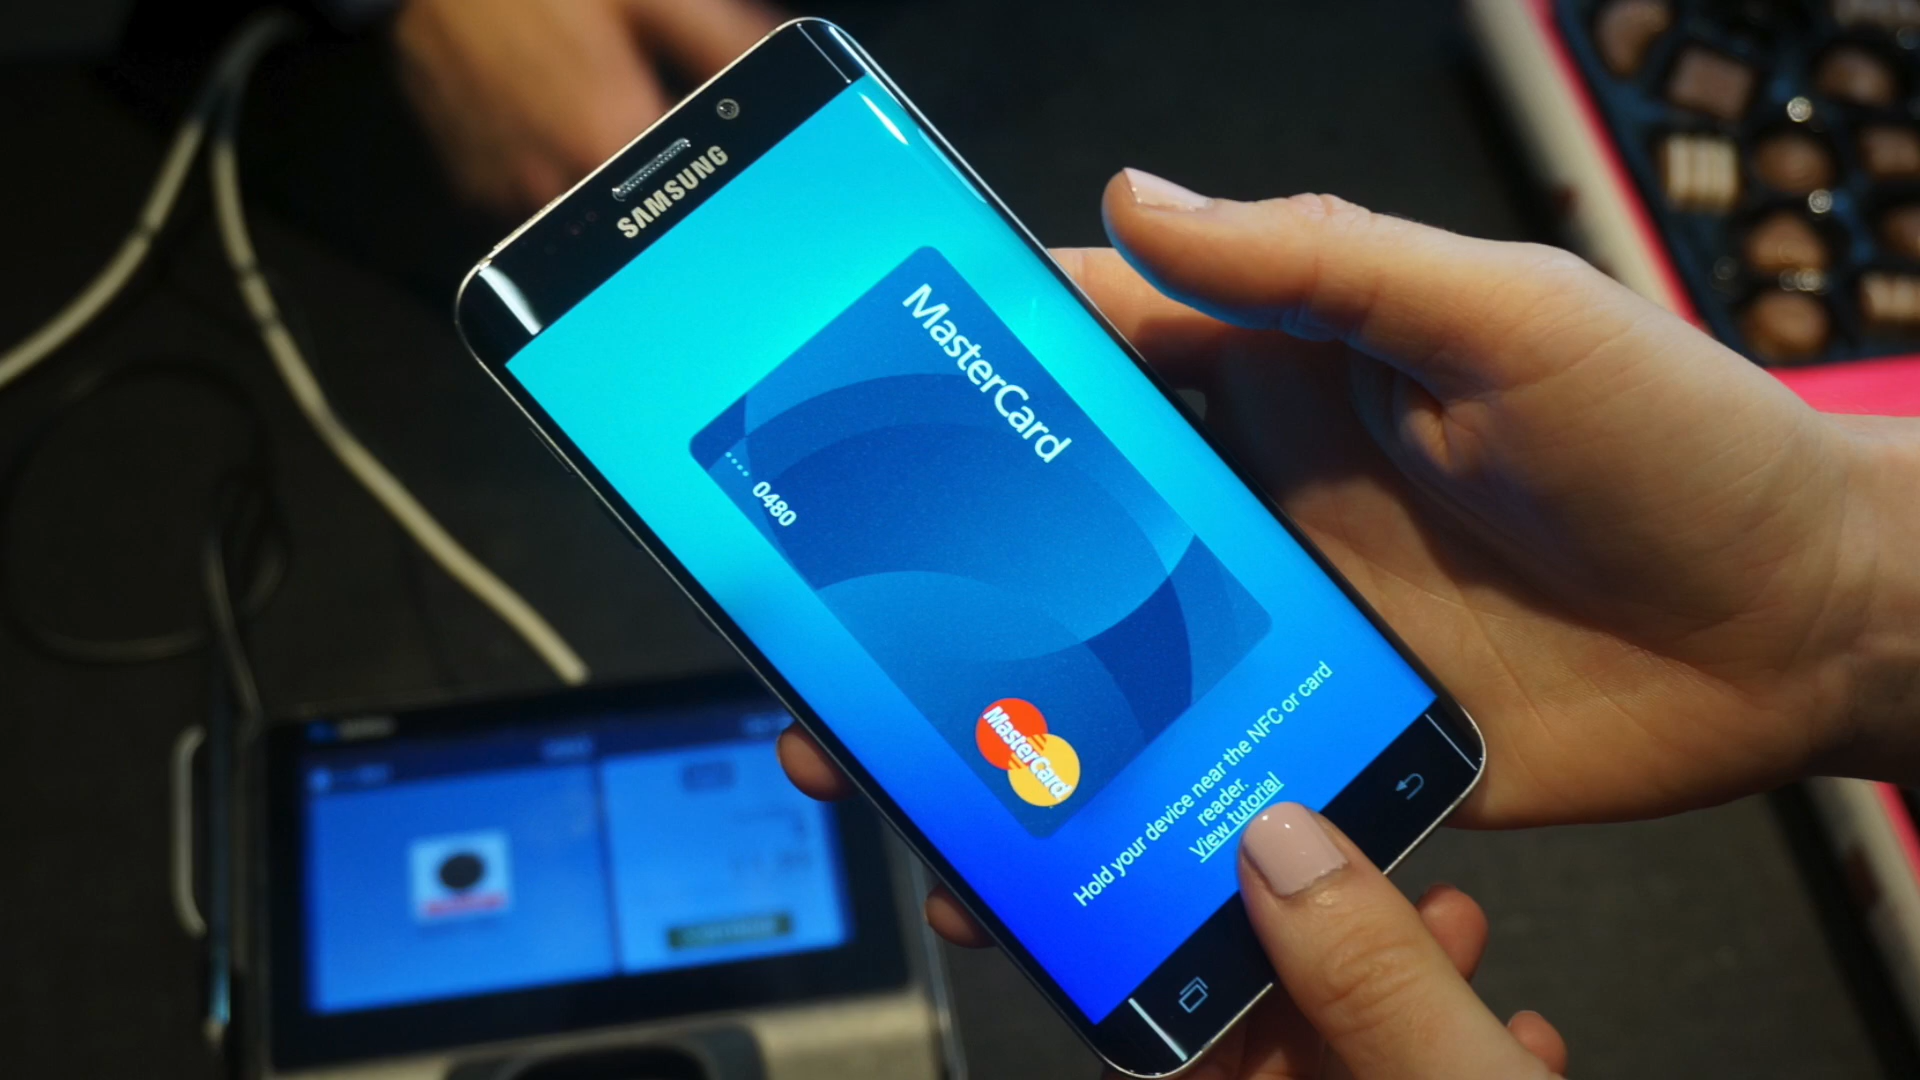 SAMSUNG
MasterCard
.... 0480
MasterCard
Hold your device near the NFC or card
reader.
View tutorial